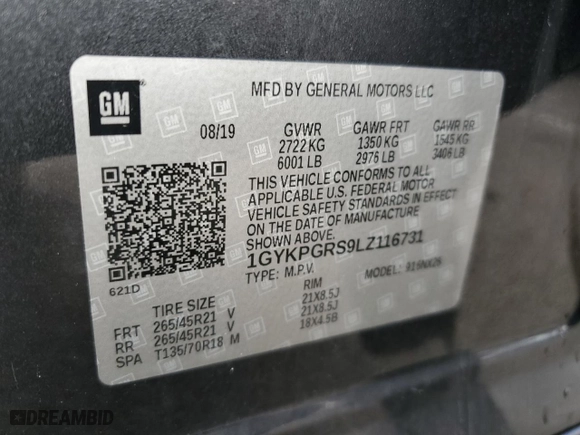 GM
MFD BY GENERAL MOTORS LLC
08/19 GVWR GAWR FRT GAWR RR
2722 KG 1350 KG 1545 KG
6001 LB 2976 LB 3406 LB
THIS VEHICLE CONFORMS TO ALL
APPLICABLE U.S. FEDERAL MOTOR
VEHICLE SAFETY STANDARDS IN EFFECT
ON THE DATE OF MANUFACTURE
SHOWN ABOVE.
1GYKPGRS9LZ116731
621D
TYPE: M.P.V. MODEL:
TIRE SIZE RIM
FRT 265/45R21 V 21X8.5J
RR 265/45R21 V 21X8.5J
SPA T135/70R18 M 18X4.5B
DREAMBID